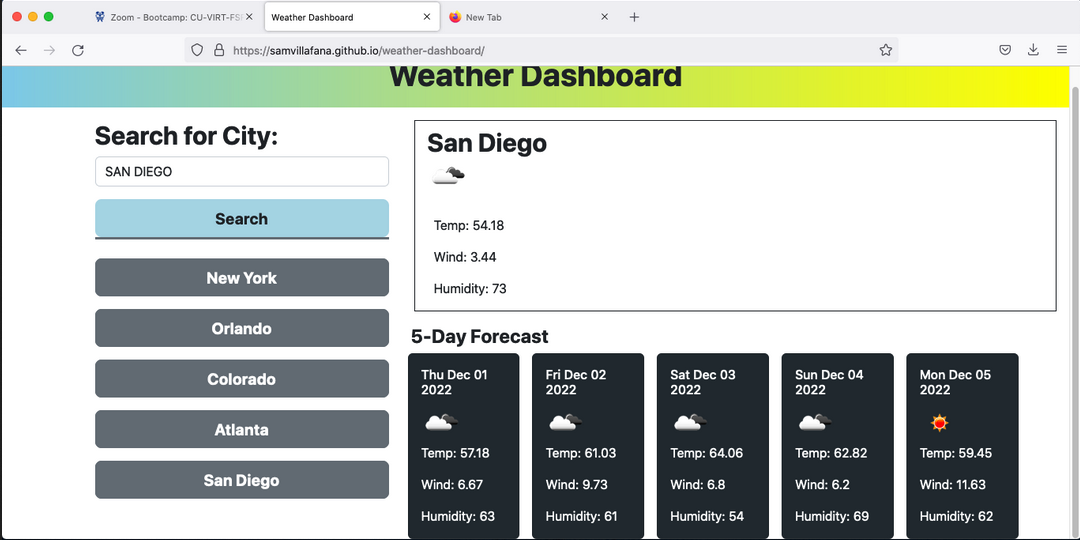 Zoom - Bootcamp: CU-VIRT-FS
Weather Dashboard
New Tab
https://samvillafana.github.io/weather-dashboard/
Weather Dashboard
Search for City:
SAN DIEGO
Search
New York
Orlando
Colorado
Atlanta
San Diego
San Diego
Temp: 54.18
Wind: 3.44
Humidity: 73
5-Day Forecast
Thu Dec 01
2022
Temp: 57.18
Wind: 6.67
Humidity: 63
Fri Dec 02
2022
Temp: 61.03
Wind: 9.73
Humidity: 61
Sat Dec 03
2022
Temp: 64.06
Wind: 6.8
Humidity: 54
Sun Dec 04
2022
Temp: 62.82
Wind: 6.2
Humidity: 69
Mon Dec 05
2022
Temp: 59.45
Wind: 11.63
Humidity: 62